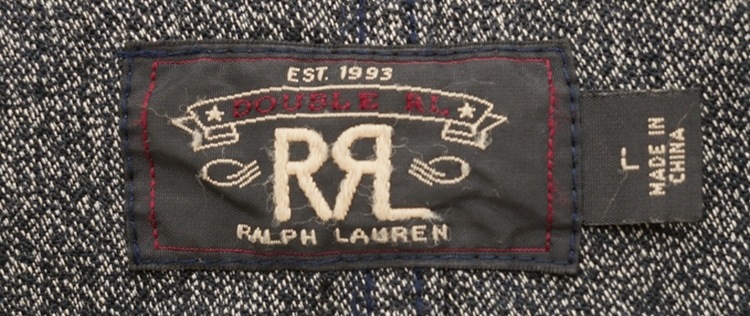 EST. 1993
DOUBLE RL
RRL
RALPH LAUREN
L
MADE IN
CHINA